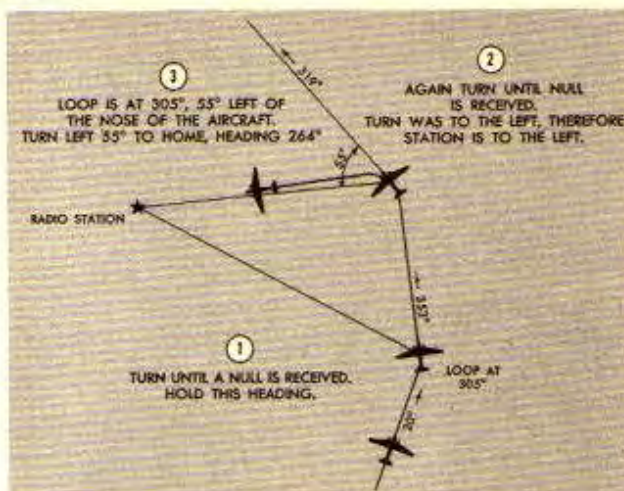 3
LOOP IS AT 305°, 55° LEFT OF
THE NOSE OF THE AIRCRAFT.
TURN LEFT 55° TO HOME, HEADING 264°
319°
2
AGAIN TURN UNTIL NULL
IS RECEIVED.
TURN WAS TO THE LEFT, THEREFORE
STATION IS TO THE LEFT.
55°
RADIO STATION
357°
1
TURN UNTIL A NULL IS RECEIVED.
HOLD THIS HEADING.
LOOP AT
305°
20°